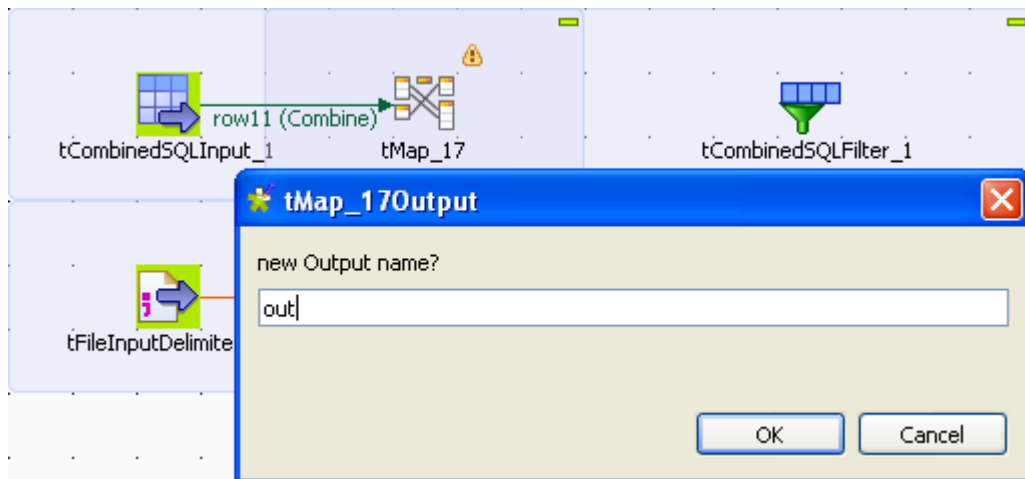 row11 (Combine)
tCombinedSQLInput_1
tMap_17
tCombinedSQLFilter_1
tMap_17Output
new Output name?
out
tFileInputDelimite
OK
Cancel